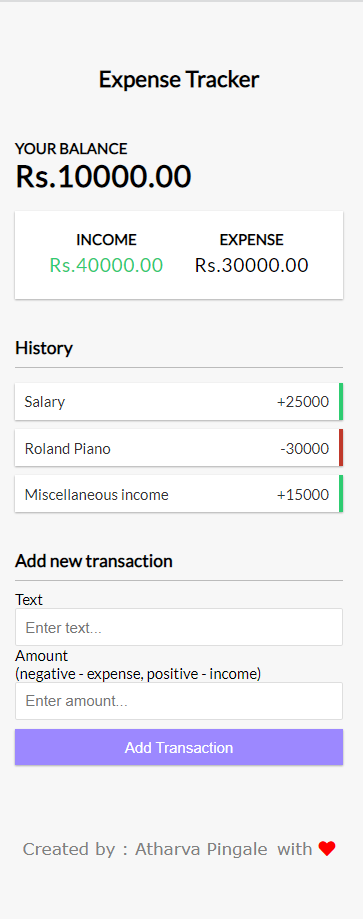 Expense Tracker
YOUR BALANCE
Rs.10000.00
INCOME EXPENSE
Rs.40000.00 Rs.30000.00
History
Salary +25000
Roland Piano -30000
Miscellaneous income +15000
Add new transaction
Text
Enter text...
Amount
(negative - expense, positive - income)
Enter amount...
Add Transaction
Created by : Atharva Pingale with